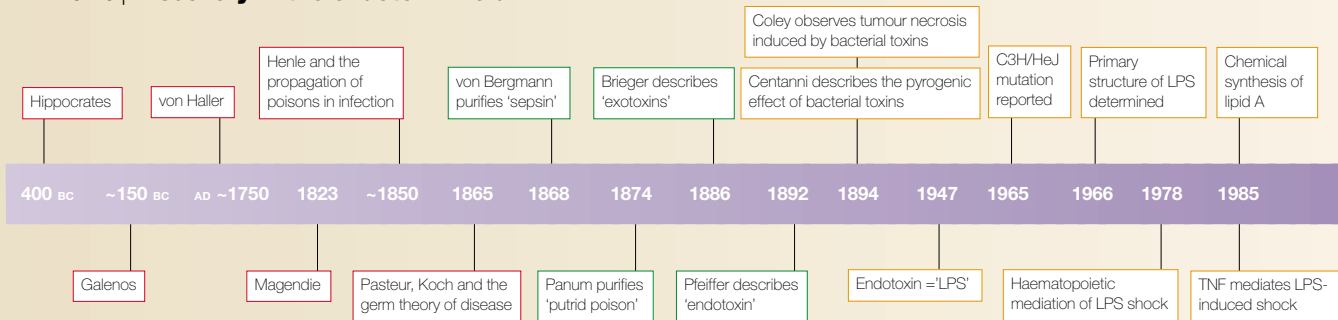 Coley observes tumour necrosis
induced by bacterial toxins
Henle and the
propagation of
poisons in infection
C3H/HeJ
mutation
reported
Primary
structure of LPS
determined
Chemical
synthesis of
lipid A
von Bergmann
purifies ‘sepsin’
Brieger describes
‘exotoxins’
Centanni describes the pyrogenic
effect of bacterial toxins
Hippocrates
von Haller
400 BC
~150 BC
AD ~1750
1823
~1850
1865
1868
1874
1886
1892
1894
1947
1965
1966
1978
1985
Galenos
Magendie
Pasteur, Koch and the
germ theory of disease
Panum purifies
‘putrid poison’
Pfeiffer describes
‘endotoxin’
Endotoxin =‘LPS’
Haematopoietic
mediation of LPS shock
TNF mediates LPS-
induced shock